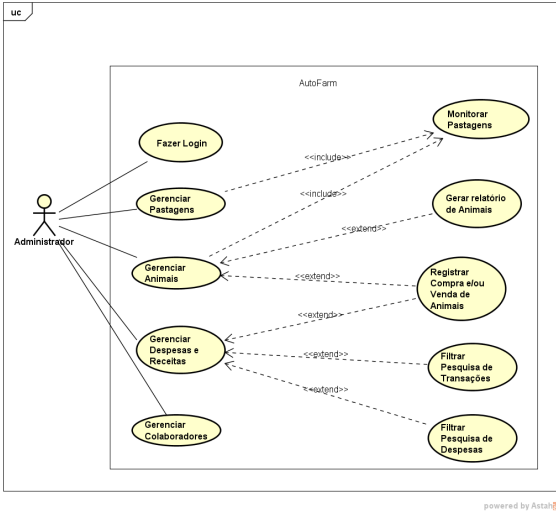 uc
AutoFarm
Monitorar
Pastagens
Fazer Login
<<include>>
Gerenciar
Pastagens
<<include>>
Gerar relatório
de Animais
<<extend>>
Administrador
Gerenciar
Animais
<<extend>>
Registrar
Compra e/ou
Venda de
Animais
<<extend>>
Gerenciar
Despesas e
Receitas
<<extend>>
Filtrar
Pesquisa de
Transações
<<extend>>
Gerenciar
Colaboradores
Filtrar
Pesquisa de
Despesas
powered by Astah